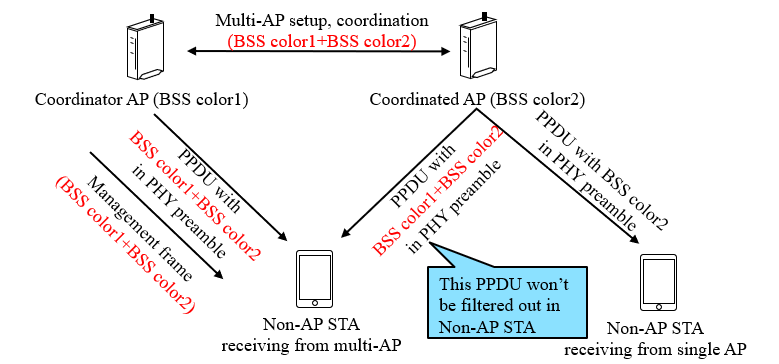 Multi-AP setup, coordination
(BSS color1+BSS color2)
Coordinator AP (BSS color1)
Coordinated AP (BSS color2)
PPDU with
BSS color1+BSS color2
in PHY preamble
Management frame
(BSS color1+BSS color2)
PPDU with
BSS color1+BSS color2
in PHY preamble
PPDU with BSS color2
in PHY preamble
This PPDU won’t
be filtered out in
Non-AP STA
Non-AP STA
receiving from multi-AP
Non-AP STA
receiving from single AP